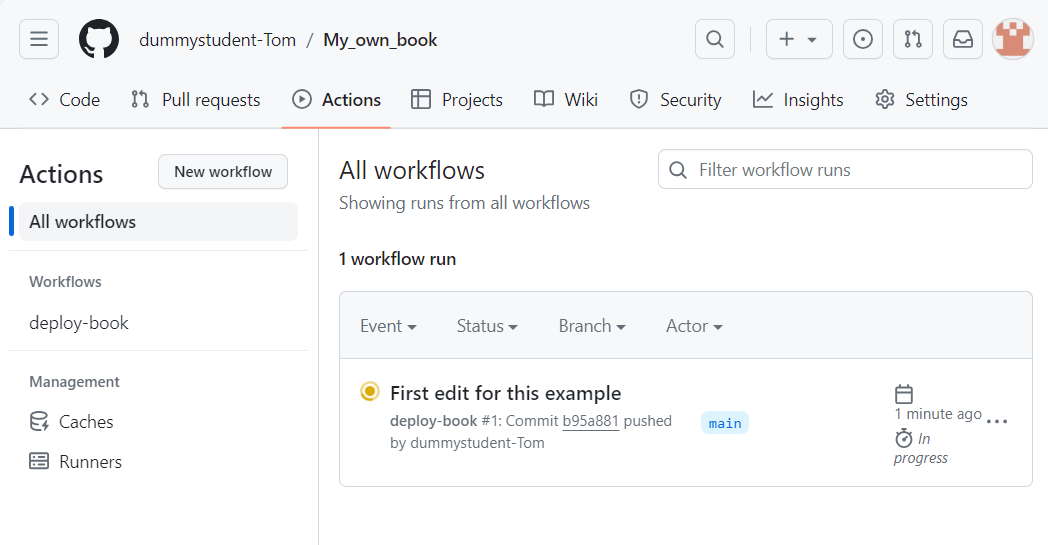 dummystudent-Tom / My_own_book
Code Pull requests Actions Projects Wiki Security Insights Settings
Actions
New workflow
All workflows
Workflows
deploy-book
Management
Caches
Runners
All workflows
Showing runs from all workflows
Filter workflow runs
1 workflow run
Event Status Branch Actor
First edit for this example
deploy-book #1: Commit b95a881 pushed
by dummystudent-Tom
main
1 minute ago
In
progress